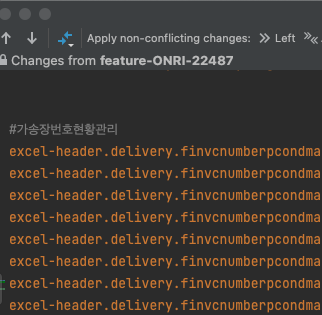 Apply non-conflicting changes: Left
Changes from feature-ONRI-22487
#가송장번호현황관리
excel-header.delivery.finvcnumberpcondma
excel-header.delivery.finvcnumberpcondma
excel-header.delivery.finvcnumberpcondma
excel-header.delivery.finvcnumberpcondma
excel-header.delivery.finvcnumberpcondma
excel-header.delivery.finvcnumberpcondma
excel-header.delivery.finvcnumberpcondma
excel-header.delivery.finvcnumberpcondma